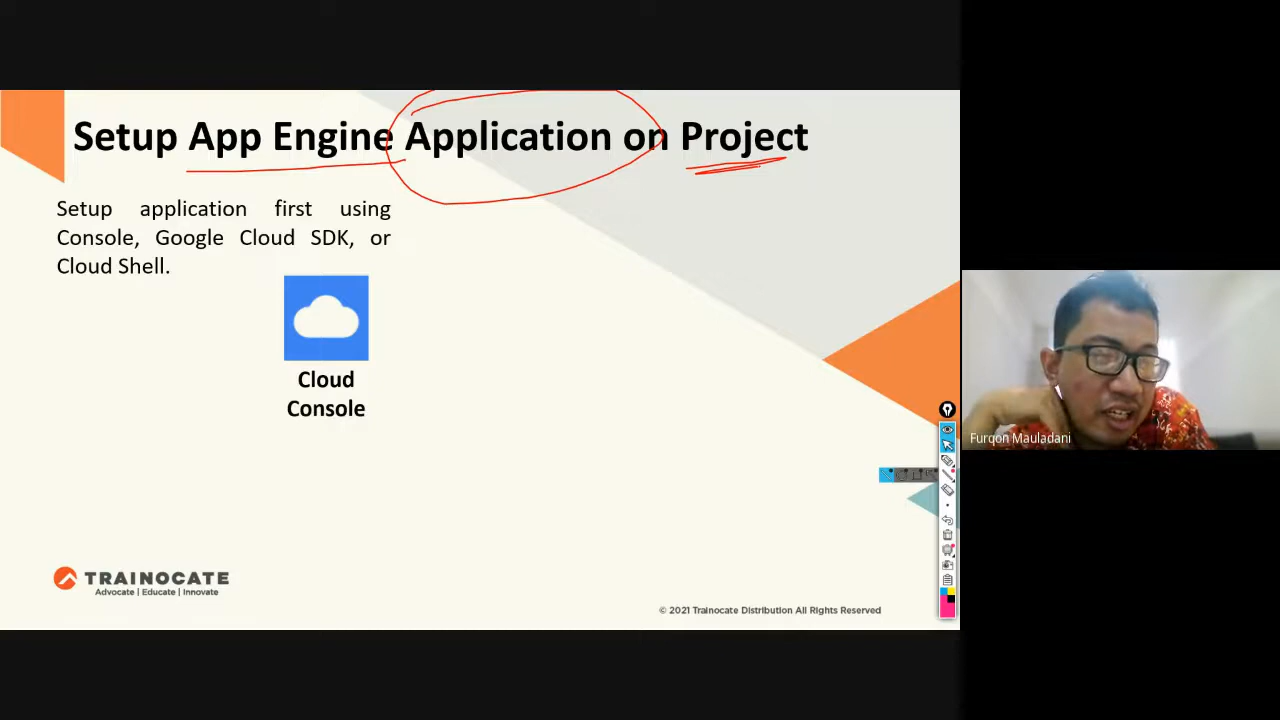 Setup App Engine Application on Project
Setup application first using
Console, Google Cloud SDK, or
Cloud Shell.
Cloud
Console
Furqon Mauladani
TRAINOCATE
Advocate | Educate | Innovate
© 2021 Trainocate Distribution All Rights Reserved